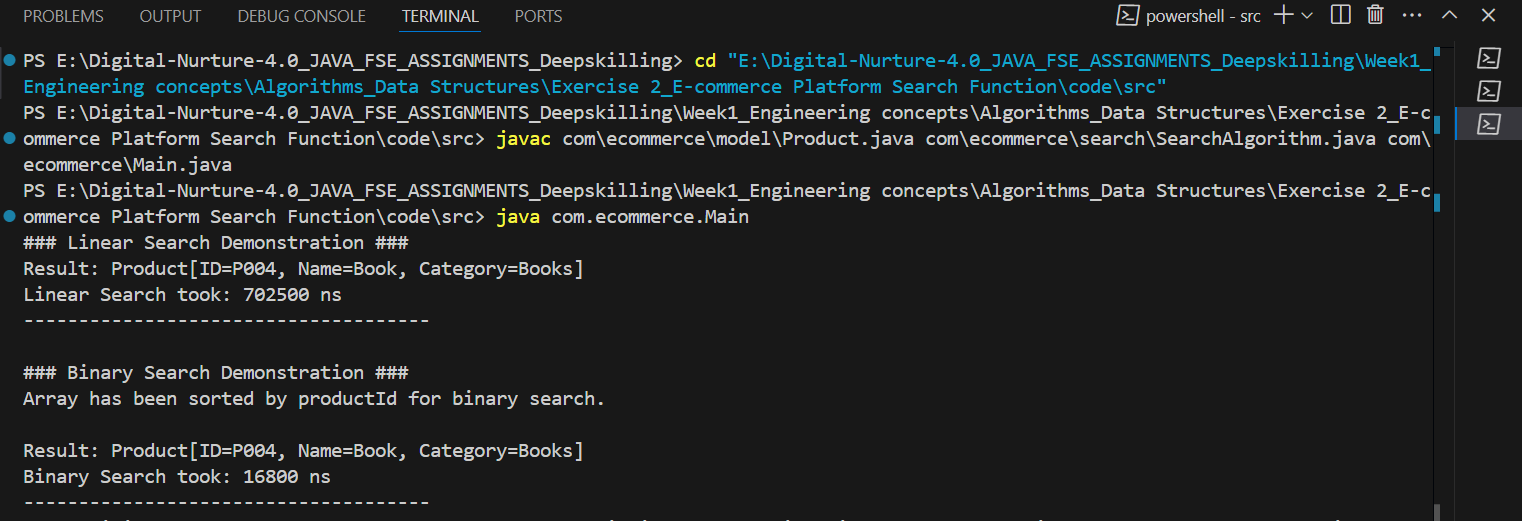 PROBLEMS OUTPUT DEBUG CONSOLE TERMINAL PORTS powershell - src
PS E:\Digital-Nurture-4.0_JAVA_FSE_ASSIGNMENTS_Deepskilling> cd "E:\Digital-Nurture-4.0_JAVA_FSE_ASSIGNMENTS_Deepskilling\Week1_
Engineering concepts\Algorithms_Data Structures\Exercise 2_E-commerce Platform Search Function\code\src"
PS E:\Digital-Nurture-4.0_JAVA_FSE_ASSIGNMENTS_Deepskilling\Week1_Engineering concepts\Algorithms_Data Structures\Exercise 2_E-c
ommerce Platform Search Function\code\src> javac com\ecommerce\model\Product.java com\ecommerce\search\SearchAlgorithm.java com\
ecommerce\Main.java
PS E:\Digital-Nurture-4.0_JAVA_FSE_ASSIGNMENTS_Deepskilling\Week1_Engineering concepts\Algorithms_Data Structures\Exercise 2_E-c
ommerce Platform Search Function\code\src> java com.ecommerce.Main
### Linear Search Demonstration ###
Result: Product[ID=P004, Name=Book, Category=Books]
Linear Search took: 702500 ns
-------------------------------------
### Binary Search Demonstration ###
Array has been sorted by productId for binary search.
Result: Product[ID=P004, Name=Book, Category=Books]
Binary Search took: 16800 ns
-------------------------------------